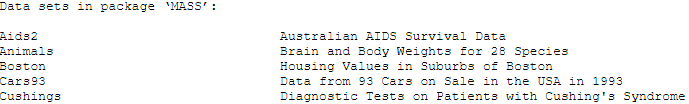 Data sets in package ‘MASS’:
Aids2                               Australian AIDS Survival Data
Animals                             Brain and Body Weights for 28 Species
Boston                              Housing Values in Suburbs of Boston
Cars93                              Data from 93 Cars on Sale in the USA in 1993
Cushings                            Diagnostic Tests on Patients with Cushing's Syndrome